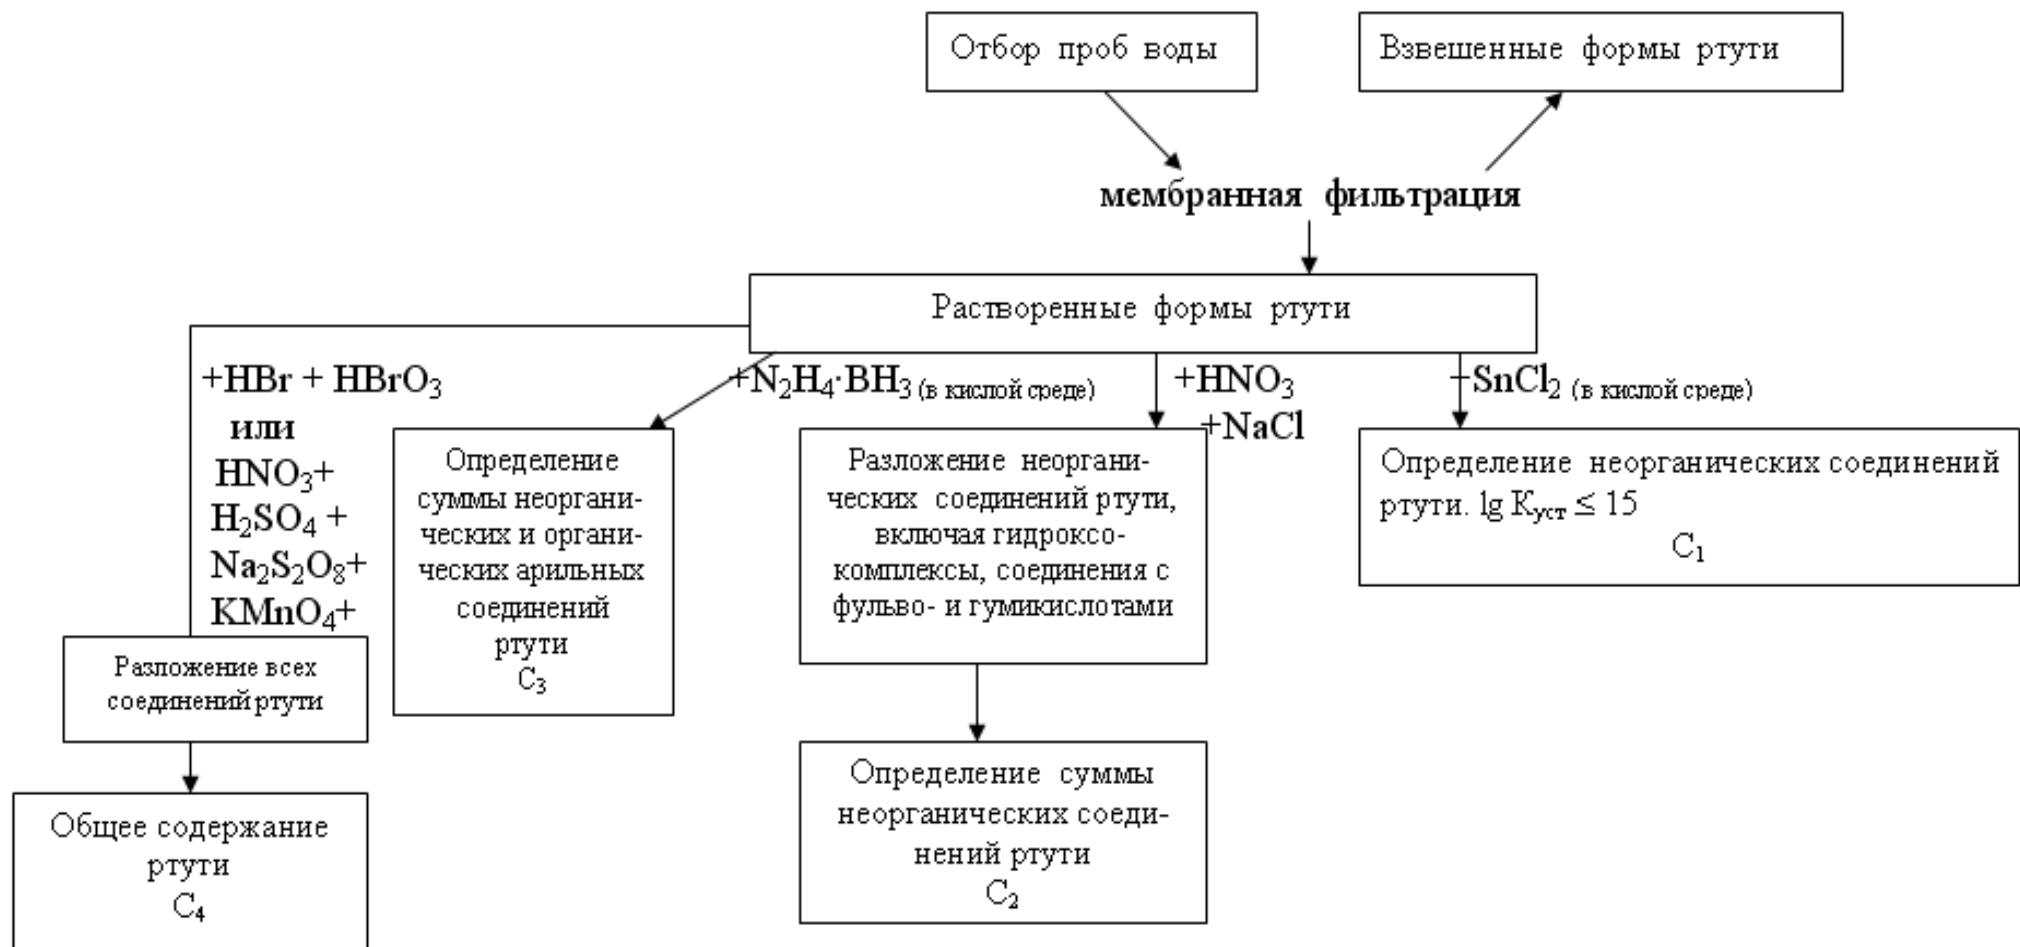 Отбор проб воды
Взвешенные формы ртути
мембранная фильтрация
Растворенные формы ртути
+HBr + HBrO₃
или
HNO₃+
H₂SO₄ +
Na₂S₂O₈+
KMnO₄+
Разложение всех
соединений ртути
Общее содержание
ртути
C₄
+N₂H₄·BH₃ (в кислой среде)
Определение
суммы неоргани-
ческих и органи-
ческих арильных
соединений
ртути
C₃
+HNO₃
+NaCl
Разложение неоргани-
ческих соединений ртути,
включая гидроксо-
комплексы, соединения с
фульво- и гумикислотами
Определение суммы
неорганических соеди-
нений ртути
C₂
+SnCl₂ (в кислой среде)
Определение неорганических соединений
ртути. lg Kуст ≤ 15
C₁